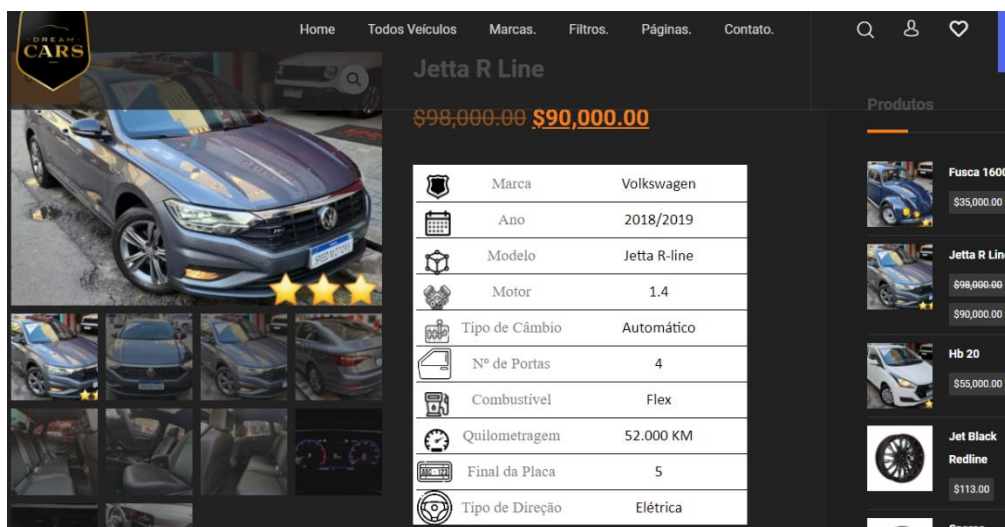 DREAM
CARS
Home
Todos Veículos
Marcas.
Filtros.
Páginas.
Contato.
Jetta R Line
$98,000.00 $90,000.00
Marca Volkswagen
Ano 2018/2019
Modelo Jetta R-line
Motor 1.4
Tipo de Câmbio Automático
Nº de Portas 4
Combustível Flex
Quilometragem 52.000 KM
ABC - 123 Final da Placa 5
Tipo de Direção Elétrica
Produtos
Fusca 1600
$35,000.00
Jetta R Line
$98,000.00
$90,000.00
Hb 20
$55,000.00
Jet Black
Redline
$113.00